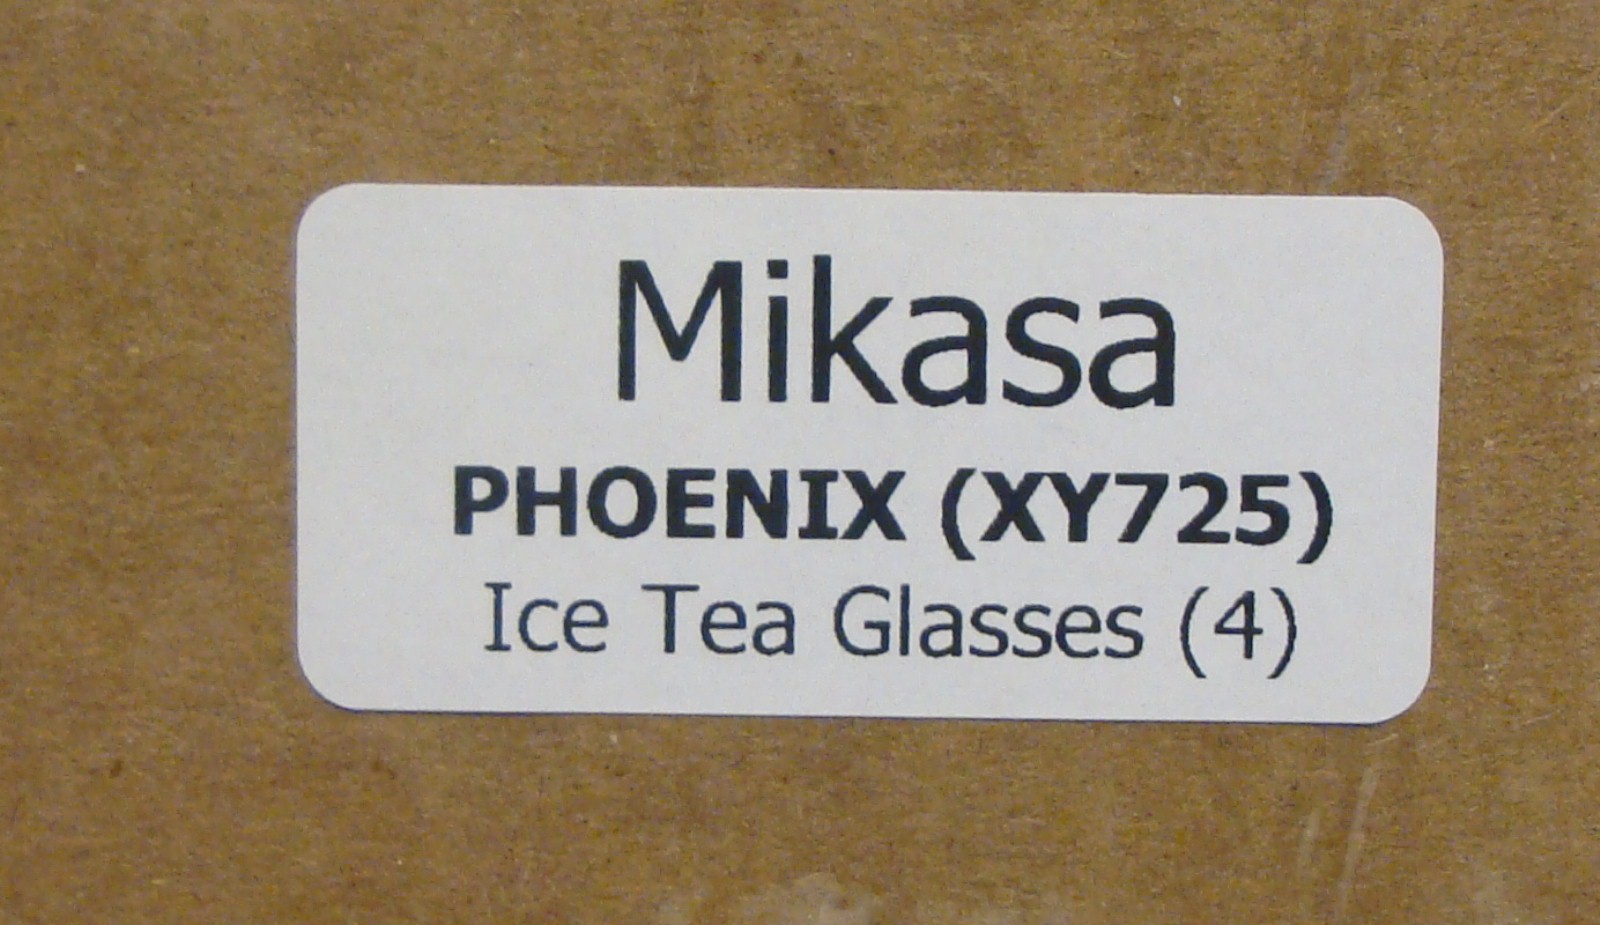 Mikasa
PHOENIX (XY725)
Ice Tea Glasses (4)